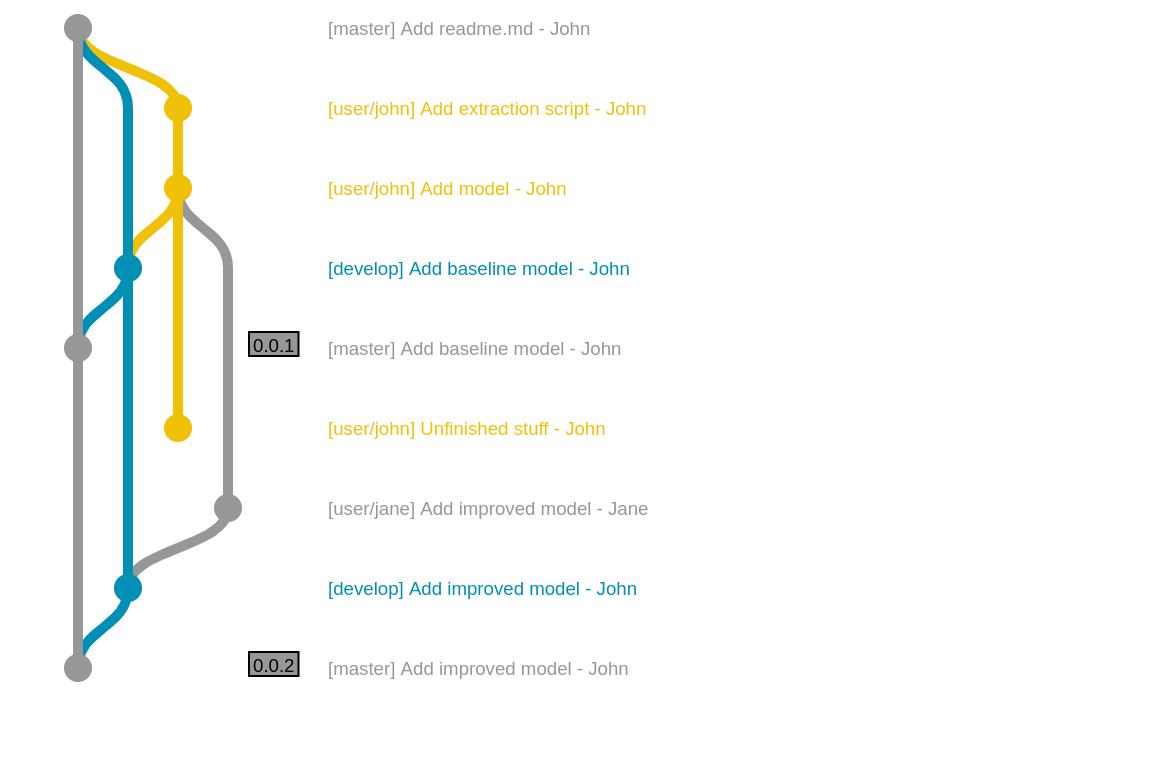 [master] Add readme.md - John
[user/john] Add extraction script - John
[user/john] Add model - John
[develop] Add baseline model - John
0.0.1 [master] Add baseline model - John
[user/john] Unfinished stuff - John
[user/jane] Add improved model - Jane
[develop] Add improved model - John
0.0.2 [master] Add improved model - John